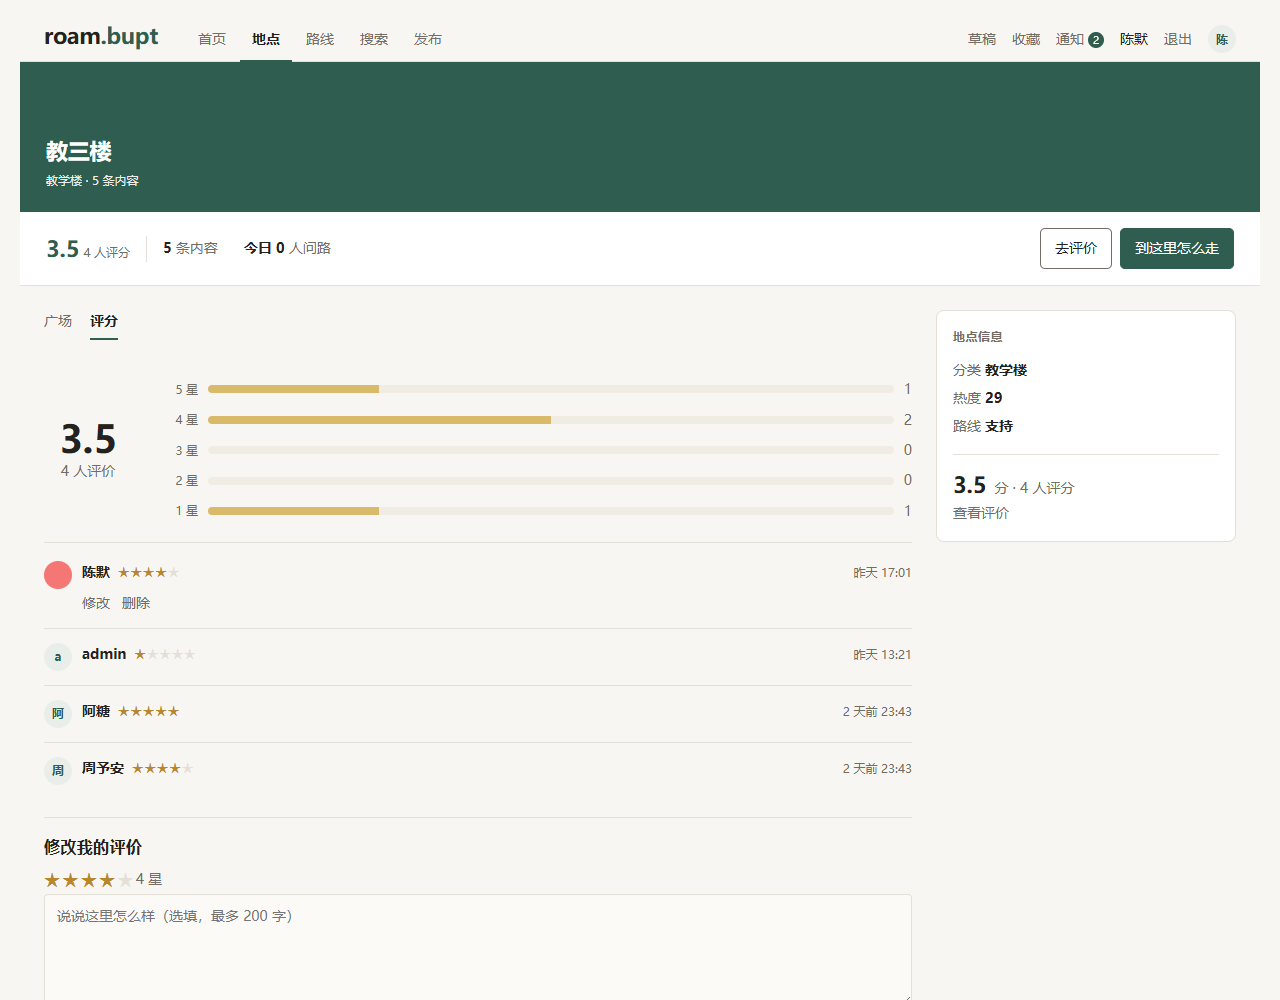 roam.bupt 首页 地点 路线 搜索 发布 草稿 收藏 通知 2 陈默 退出 陈
教三楼
教学楼 · 5 条内容
3.5 4 人评分 5 条内容 今日 0 人问路 去评价 到这里怎么走
广场 评分
3.5
4 人评价
5 星 1
4 星 2
3 星 0
2 星 0
1 星 1
陈默 ★★★★★ 昨天 17:01
修改 删除
a admin ★★★★★ 昨天 13:21
阿 阿糖 ★★★★★ 2 天前 23:43
周 周予安 ★★★★★ 2 天前 23:43
修改我的评价
★★★★★ 4 星
说说这里怎么样（选填，最多 200 字）
地点信息
分类 教学楼
热度 29
路线 支持
3.5 分 · 4 人评分
查看评价